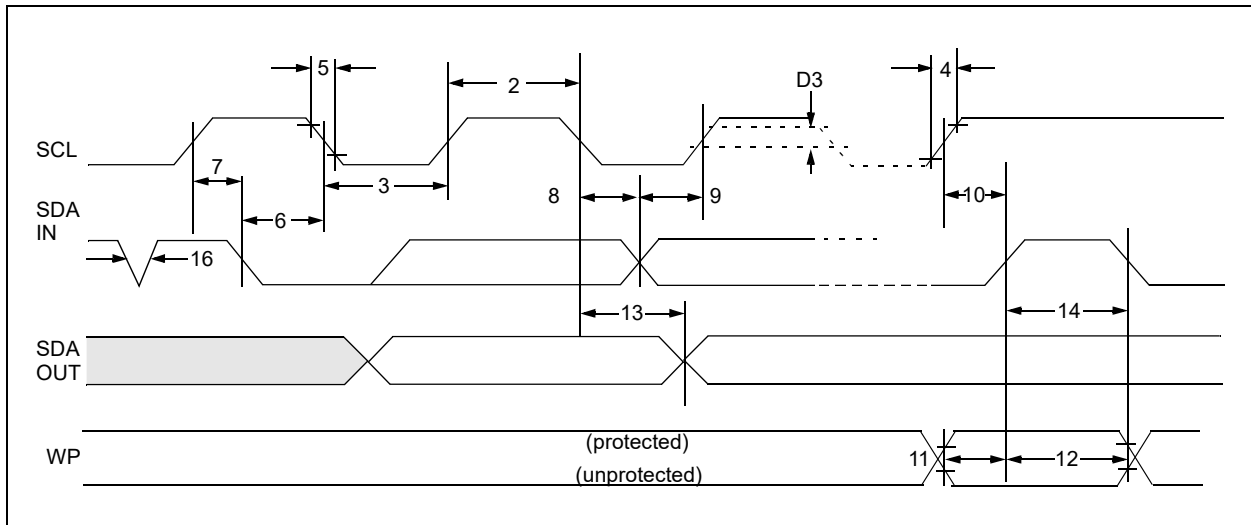 5
2
D3
4
SCL
7
3
8
9
10
SDA
IN
6
16
13
14
SDA
OUT
(protected)
WP
11
12
(unprotected)